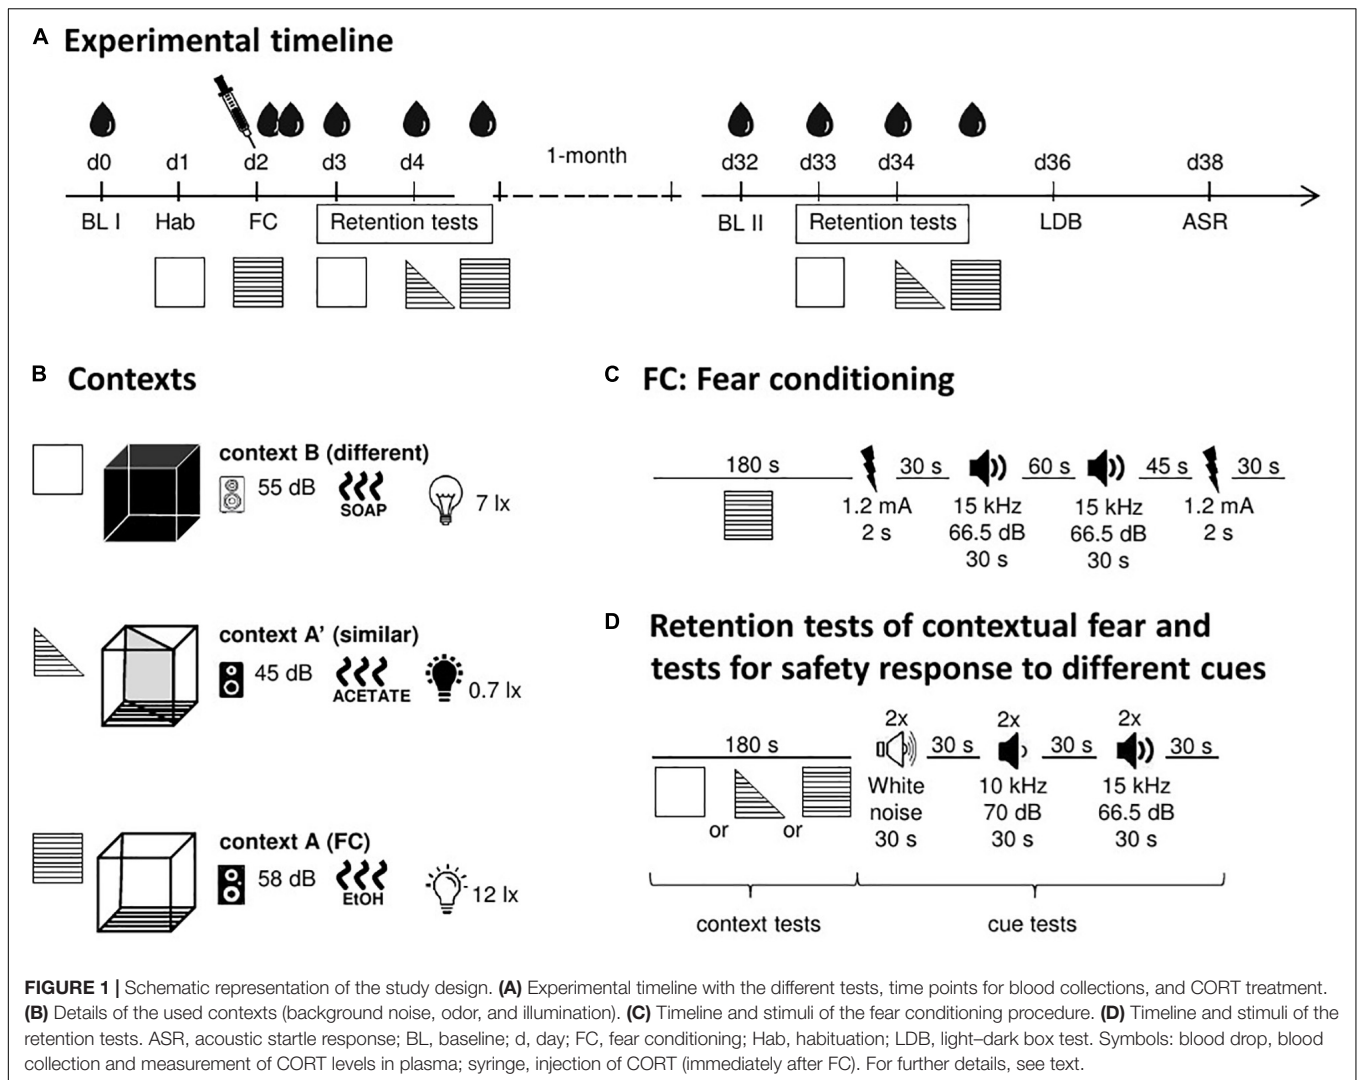 A Experimental timeline
d0 d1 d2 d3 d4 1-month d32 d33 d34 d36 d38
BL I Hab FC Retention tests BL II Retention tests LDB ASR
B Contexts
context B (different)
55 dB SOAP 7 lx
context A’ (similar)
45 dB ACETATE 0.7 lx
context A (FC)
58 dB EtOH 12 lx
C FC: Fear conditioning
180 s 30 s 60 s 45 s 30 s
1.2 mA 15 kHz 15 kHz 1.2 mA
2 s 66.5 dB 66.5 dB 2 s
30 s 30 s
D Retention tests of contextual fear and
tests for safety response to different cues
2x 2x 2x
180 s 30 s 30 s 30 s
White 10 kHz 15 kHz
or or noise 70 dB 66.5 dB
30 s 30 s 30 s
context tests cue tests
FIGURE 1 | Schematic representation of the study design. (A) Experimental timeline with the different tests, time points for blood collections, and CORT treatment.
(B) Details of the used contexts (background noise, odor, and illumination). (C) Timeline and stimuli of the fear conditioning procedure. (D) Timeline and stimuli of the
retention tests. ASR, acoustic startle response; BL, baseline; d, day; FC, fear conditioning; Hab, habituation; LDB, light–dark box test. Symbols: blood drop, blood
collection and measurement of CORT levels in plasma; syringe, injection of CORT (immediately after FC). For further details, see text.